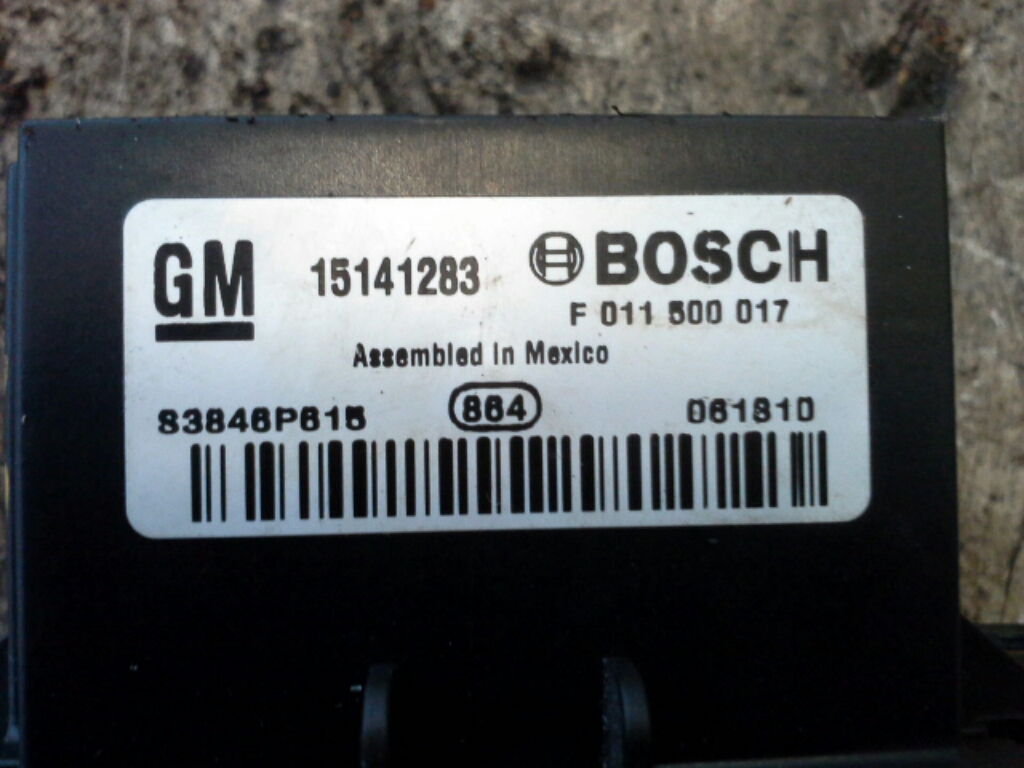 GM 15141283 BOSCH
F 011 500 017
Assembled in Mexico
83846P615 864 061810